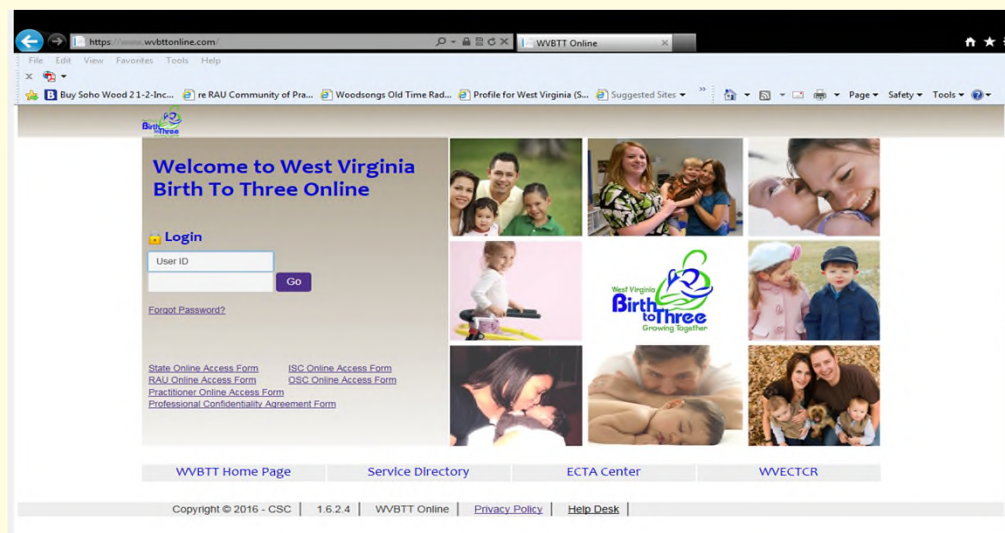 https://www.wvbttonline.com/
WVBTT Online
File Edit View Favorites Tools Help
Buy Soho Wood 2 1-2-Inc... re RAU Community of Pra... Woodsongs Old Time Rad... Profile for West Virginia (S... Suggested Sites Page Safety Tools
Birth to Three
Welcome to West Virginia
Birth To Three Online
Login
User ID
Go
Forgot Password?
State Online Access Form ISC Online Access Form
RAU Online Access Form OSC Online Access Form
Practitioner Online Access Form
Professional Confidentiality Agreement Form
West Virginia
Birth
to Three
Growing Together
WVBTT Home Page Service Directory ECTA Center WVECTCR
Copyright © 2016 - CSC | 1.6.2.4 | WVBTT Online | Privacy Policy | Help Desk |